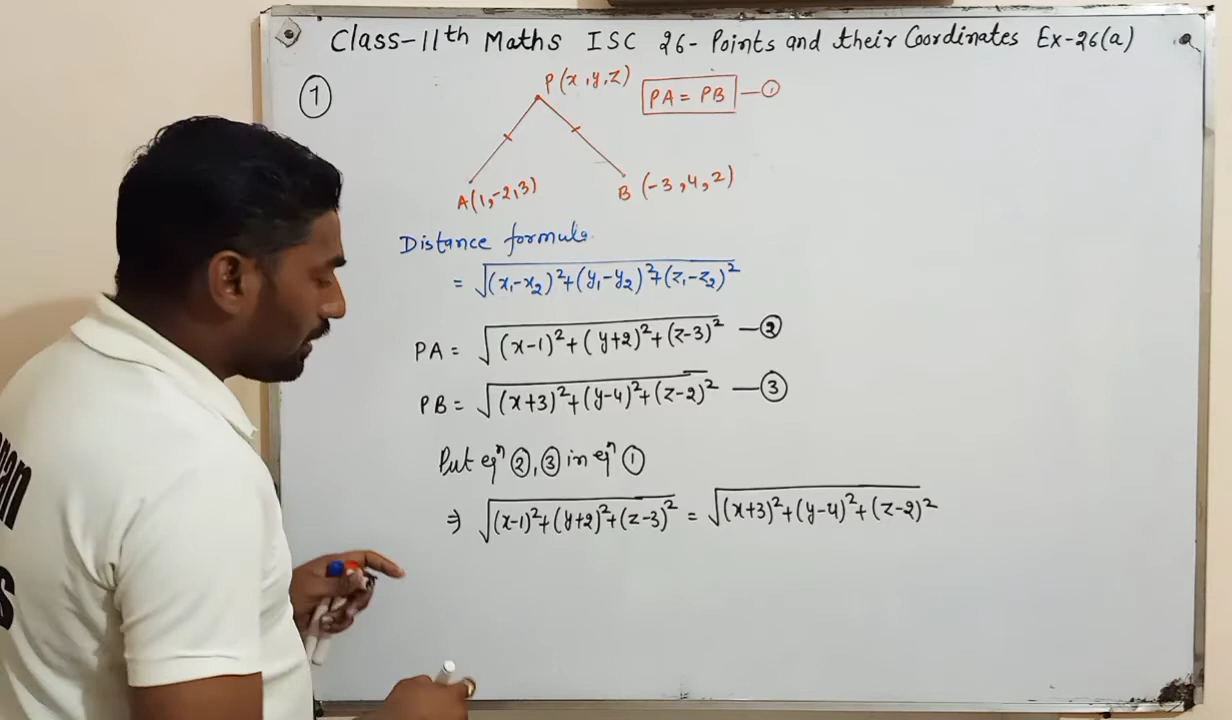 Class-11th Maths ISC 26- Points and their Coordinates Ex-26(a)
①
P(x,y,z)
PA = PB —①
A(1,-2,3)
B (-3,4,2)
Distance formula.
= √(x₁-x₂)²+(y₁-y₂)²+(z₁-z₂)²
PA = √(x-1)²+(y+2)²+(z-3)² —②
PB = √(x+3)²+(y-4)²+(z-2)² —③
Put eqⁿ ②,③ in eqⁿ ①
⇒ √(x-1)²+(y+2)²+(z-3)² = √(x+3)²+(y-4)²+(z-2)²